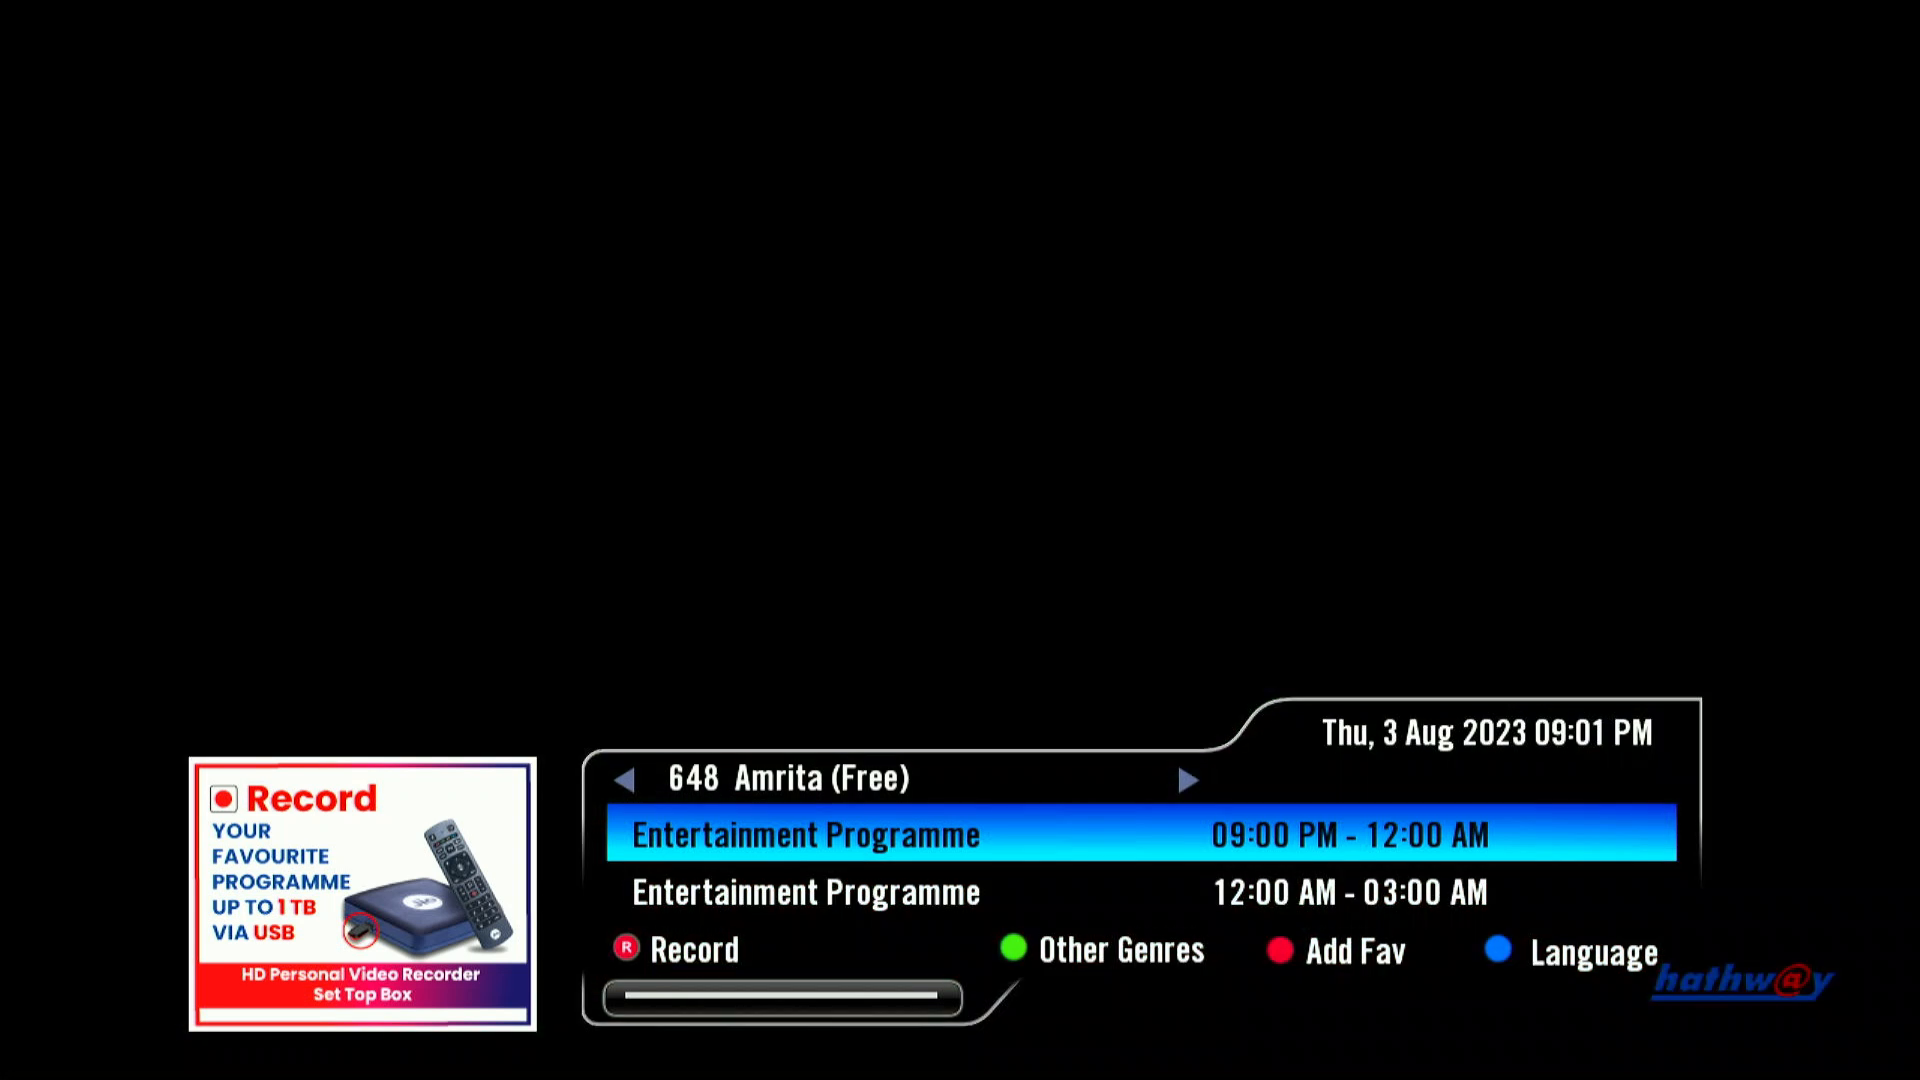 Thu, 3 Aug 2023 09:01 PM
648 Amrita (Free)
Entertainment Programme 09:00 PM - 12:00 AM
Entertainment Programme 12:00 AM - 03:00 AM
R Record Other Genres Add Fav Language
hathw@y
Record
YOUR
FAVOURITE
PROGRAMME
UP TO 1 TB
VIA USB
Jio
HD Personal Video Recorder
Set Top Box